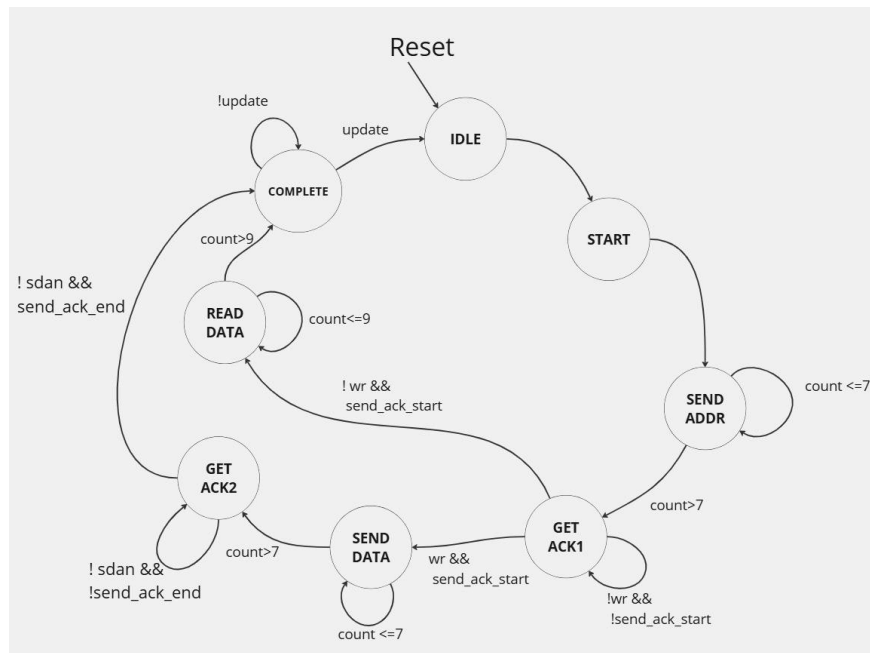 Reset
!update
update
IDLE
COMPLETE
START
count>9
! sdan &&
send_ack_end
READ
DATA
count<=9
! wr &&
send_ack_start
SEND
ADDR
count <=7
GET
ACK2
count>7
GET
ACK1
SEND
DATA
count>7
wr &&
send_ack_start
! sdan &&
!send_ack_end
!wr &&
!send_ack_start
count <=7